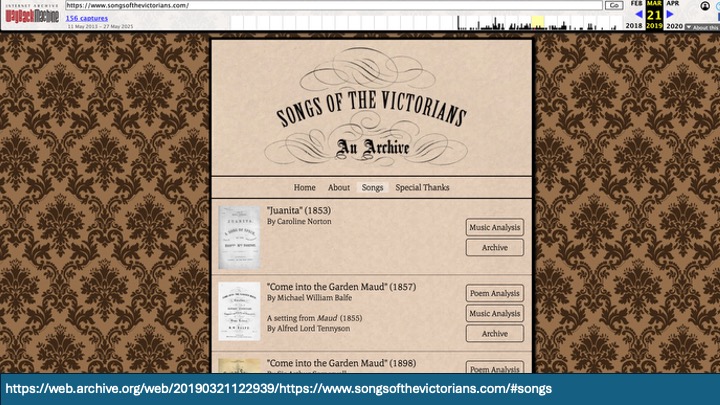 INTERNET ARCHIVE
WayBackMachine
https://www.songsofthevictorians.com/
Go
FEB MAR APR
21
2018 2019 2020
156 captures
11 May 2013 – 27 May 2025
About this
SONGS OF THE VICTORIANS
An Archive
Home About Songs Special Thanks
"Juanita" (1853)
By Caroline Norton
Music Analysis
Archive
"Come into the Garden Maud" (1857)
By Michael William Balfe
A setting from Maud (1855)
By Alfred Lord Tennyson
Poem Analysis
Music Analysis
Archive
"Come into the Garden Maud" (1898)
Poem Analysis
https://web.archive.org/web/20190321122939/https://www.songsofthevictorians.com/#songs